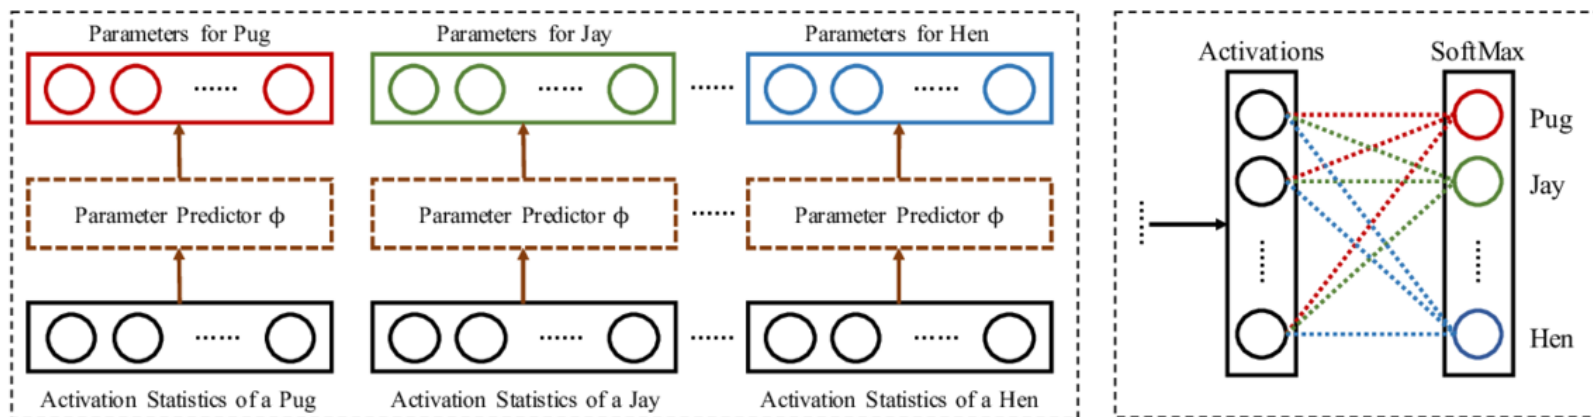 Parameters for Pug
Parameters for Jay
Parameters for Hen
Parameter Predictor ϕ
Parameter Predictor ϕ
Parameter Predictor ϕ
Activation Statistics of a Pug
Activation Statistics of a Jay
Activation Statistics of a Hen
Activations
SoftMax
Pug
Jay
Hen